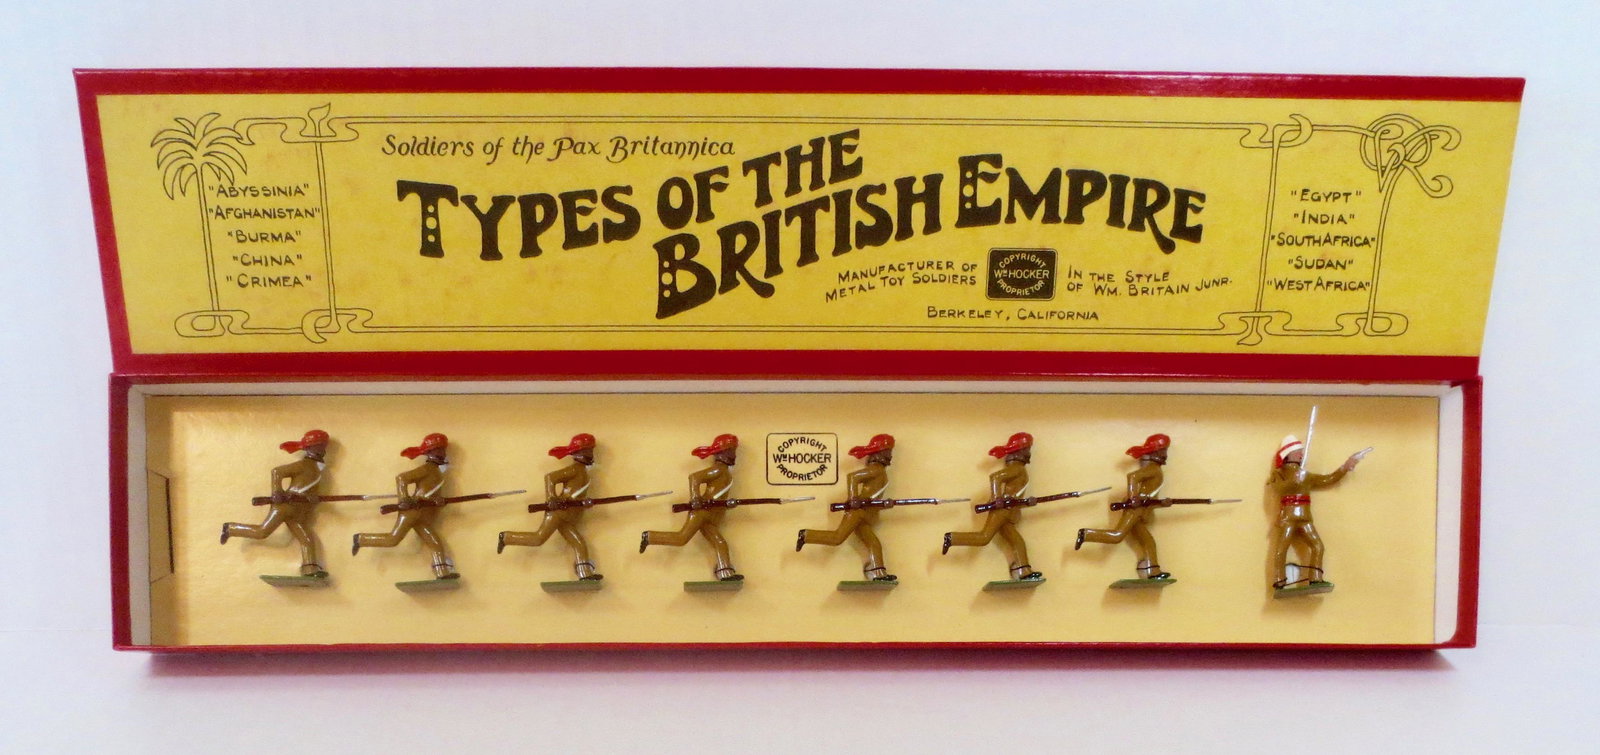 Soldiers of the Pax Britannica
TYPES OF THE
BRITISH EMPIRE
"ABYSSINIA"
"AFGHANISTAN"
"BURMA"
"CHINA"
"CRIMEA"
MANUFACTURER OF
METAL TOY SOLDIERS
COPYRIGHT
WM HOCKER
PROPRIETOR
IN THE STYLE
OF WM. BRITAIN JUNR.
BERKELEY, CALIFORNIA
"EGYPT"
"INDIA"
"SOUTH AFRICA"
"SUDAN"
"WEST AFRICA"
COPYRIGHT
WM HOCKER
PROPRIETOR